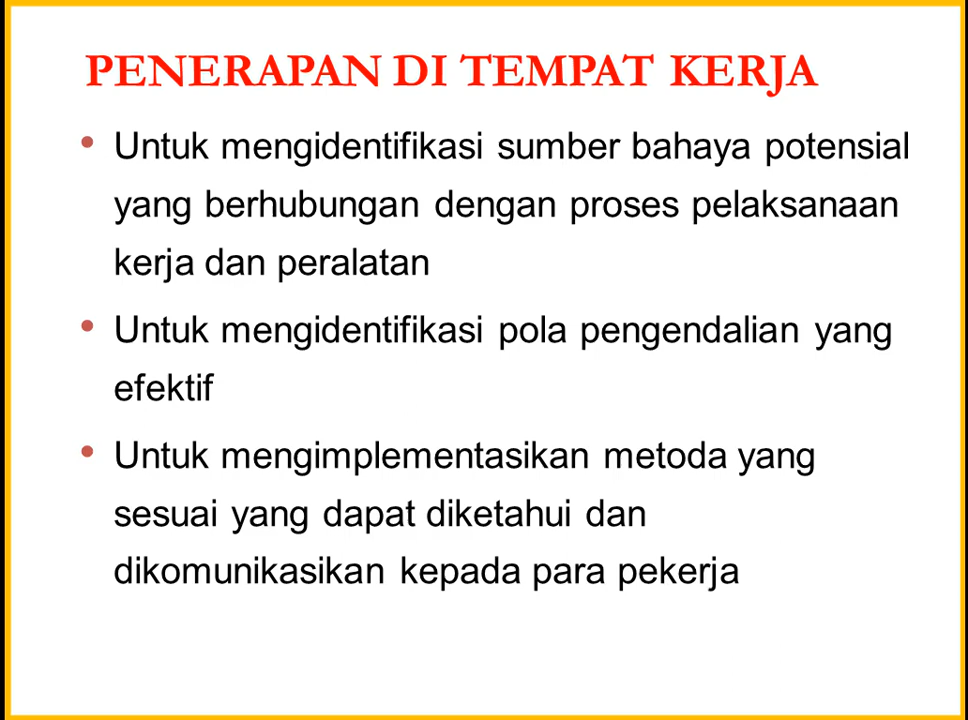 PENERAPAN DI TEMPAT KERJA
• Untuk mengidentifikasi sumber bahaya potensial
yang berhubungan dengan proses pelaksanaan
kerja dan peralatan
• Untuk mengidentifikasi pola pengendalian yang
efektif
• Untuk mengimplementasikan metoda yang
sesuai yang dapat diketahui dan
dikomunikasikan kepada para pekerja